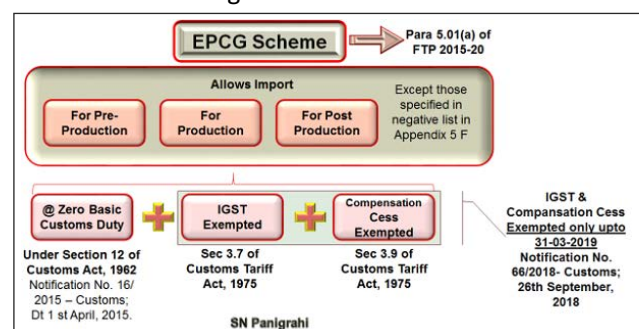 EPCG Scheme
Para 5.01(a) of
FTP 2015-20
Allows Import
For Pre-
Production
For
Production
For Post
Production
Except those
specified in
negative list in
Appendix 5 F
@ Zero Basic
Customs Duty
IGST
Exempted
Compensation
Cess
Exempted
IGST &
Compansation Cess
Exempted only upto
31-03-2019
Notification No.
66/2018- Customs;
26th September,
2018
Under Section 12 of
Customs Act, 1962
Notification No. 16/
2015 – Customs;
Dt 1 st April, 2015.
Sec 3.7 of
Customs Tariff
Act, 1975
Sec 3.9 of
Customs Tariff
Act, 1975
SN Panigrahi